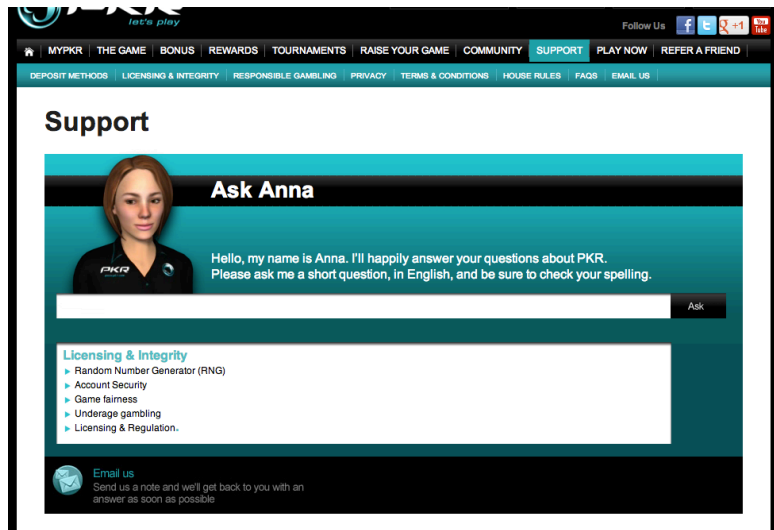 PKR
let's play
Follow Us
f
t
+1
You
Tube
MYPKR THE GAME BONUS REWARDS TOURNAMENTS RAISE YOUR GAME COMMUNITY SUPPORT PLAY NOW REFER A FRIEND
DEPOSIT METHODS LICENSING & INTEGRITY RESPONSIBLE GAMBLING PRIVACY TERMS & CONDITIONS HOUSE RULES FAQS EMAIL US
Support
Ask Anna
PKR
Hello, my name is Anna. I'll happily answer your questions about PKR.
Please ask me a short question, in English, and be sure to check your spelling.
Ask
Licensing & Integrity
Random Number Generator (RNG)
Account Security
Game fairness
Underage gambling
Licensing & Regulation.
Email us
Send us a note and we'll get back to you with an
answer as soon as possible